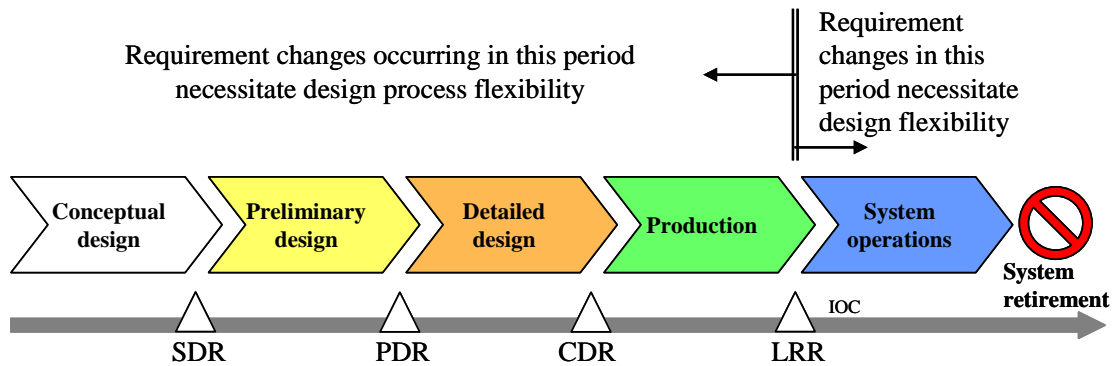 Requirement changes occurring in this period
necessitate design process flexibility
Requirement
changes in this
period necessitate
design flexibility
Conceptual
design
Preliminary
design
Detailed
design
Production
System
operations
System
retirement
IOC
SDR
PDR
CDR
LRR